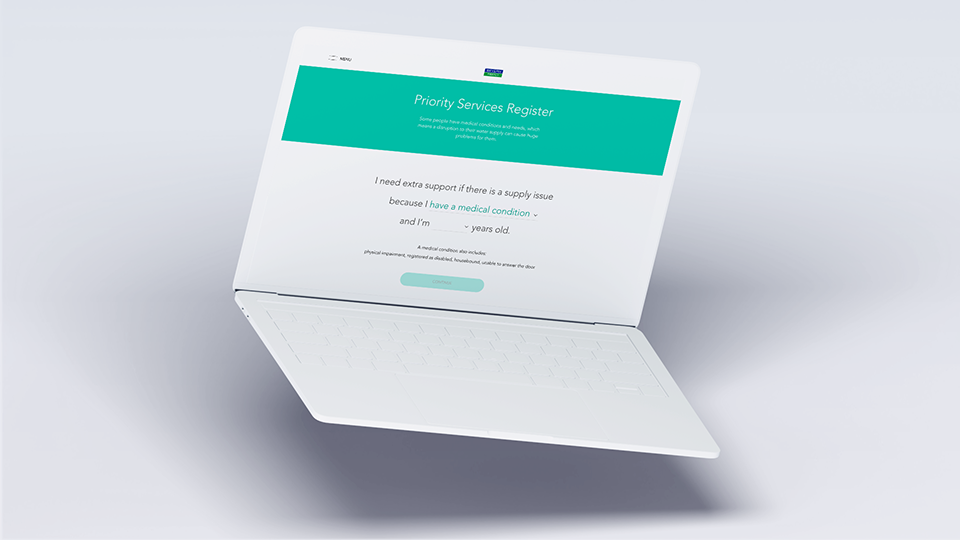 MENU
Priority Services Register
Some people have medical conditions and needs, which
means a disruption to their water supply can cause huge
problems for them.
I need extra support if there is a supply issue
because I have a medical condition
and I'm years old.
A medical condition also includes:
physical impairment, registered as disabled, housebound, unable to answer the door